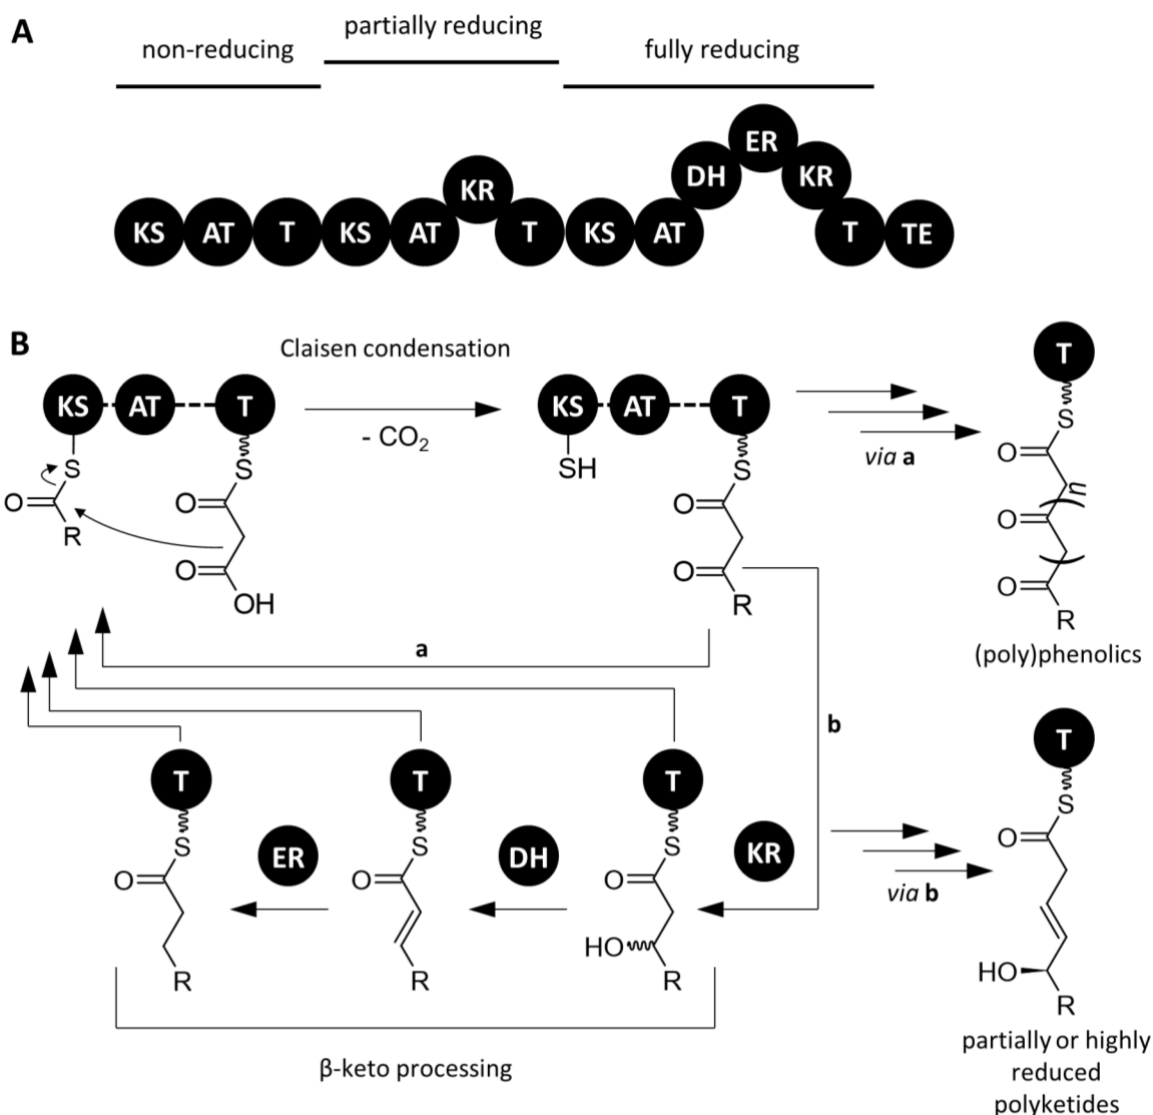 A
non-reducing
partially reducing
fully reducing
KS AT T KS AT KR T KS AT DH ER KR T TE
B
Claisen condensation
KS AT T
- CO2
KS AT T
via a
T
S
O
R
S
O
O
OH
SH
S
O
O
R
S
O
n
O
O
R
(poly)phenolics
a
b
T
S
O
R
ER
T
S
O
R
DH
T
S
O
HO
R
KR
via b
T
S
O
HO
R
β-keto processing
partially or highly
reduced
polyketides